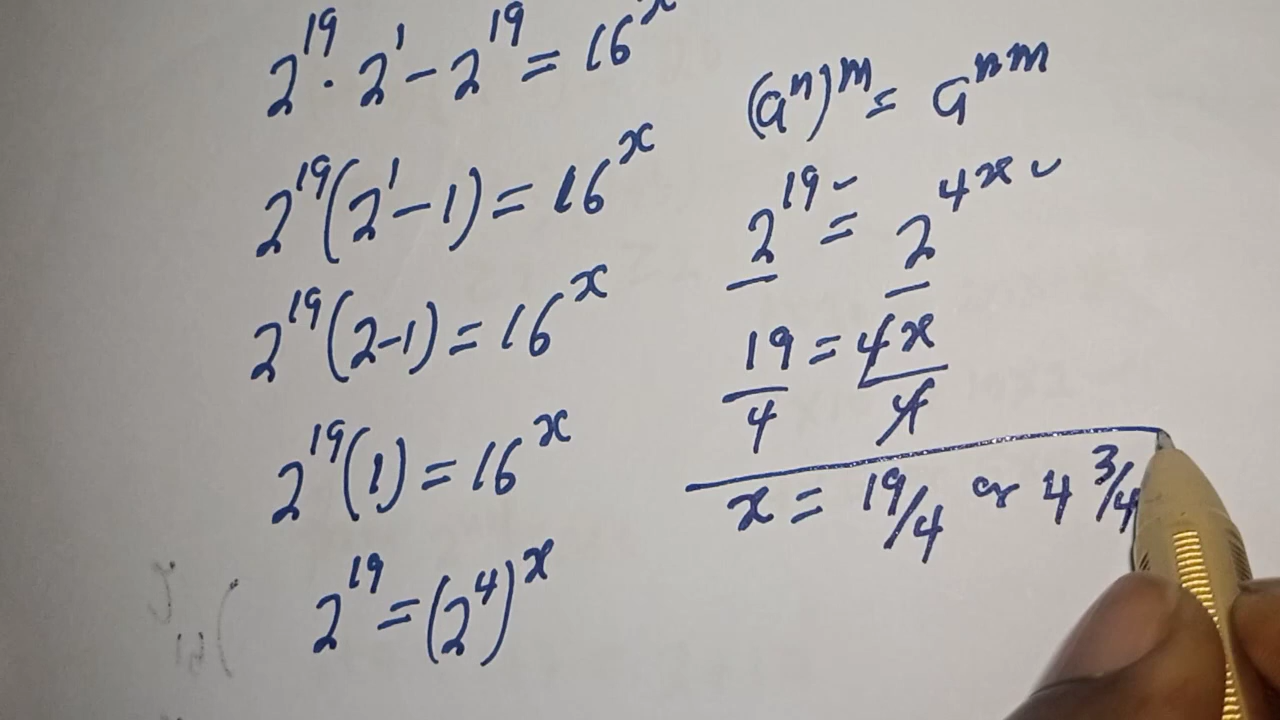 2^19 · 2^1 - 2^19 = 16^x
2^19(2^1 - 1) = 16^x
2^19(2-1) = 16^x
2^19(1) = 16^x
2^19 = (2^4)^x
(a^n)^m = a^nm
2^19 = 2^4x
19/4 = 4x/4
x = 19/4 or 4 3/4